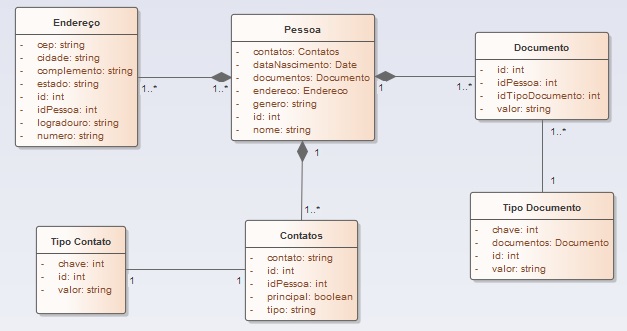 Endereço
- cep: string
- cidade: string
- complemento: string
- estado: string
- id: int
- idPessoa: int
- logradouro: string
- numero: string
1..*
1..*
Pessoa
- contatos: Contatos
- dataNascimento: Date
- documentos: Documento
- endereco: Endereco
- genero: string
- id: int
- nome: string
1
1..*
Documento
- id: int
- idPessoa: int
- idTipoDocumento: int
- valor: string
1..*
1
Tipo Documento
- chave: int
- documentos: Documento
- id: int
- valor: string
1
1..*
Contatos
- contato: string
- id: int
- idPessoa: int
- principal: boolean
- tipo: string
1
1
Tipo Contato
- chave: int
- id: int
- valor: string